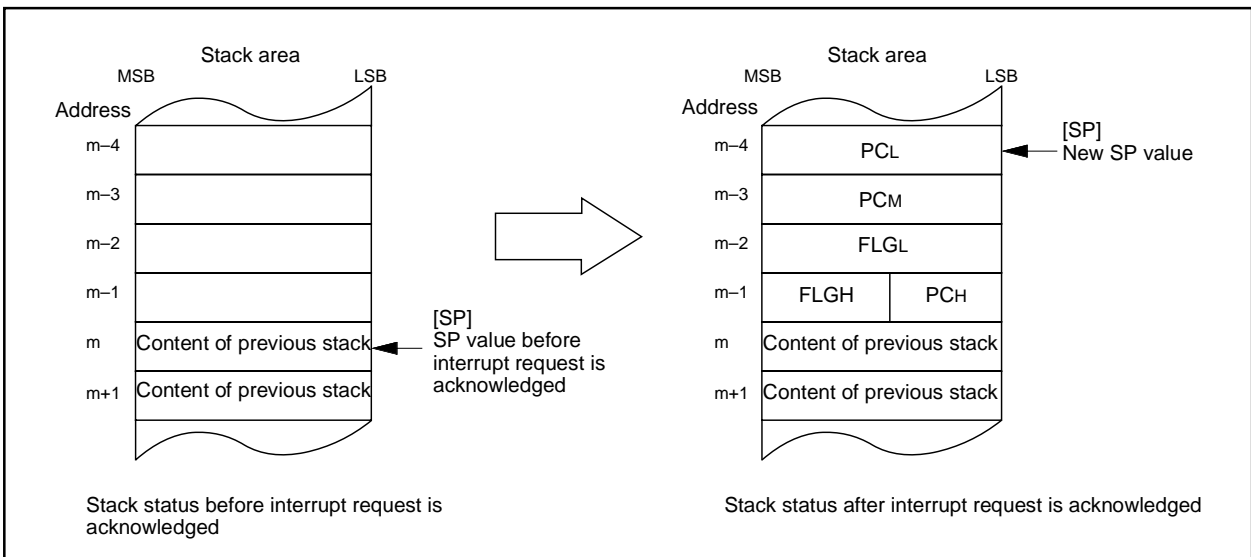 Stack area
MSB
LSB
Address
m–4
m–3
m–2
m–1
m
Content of previous stack
m+1
Content of previous stack
[SP]
SP value before
interrupt request is
acknowledged
Stack status before interrupt request is
acknowledged
Stack area
MSB
LSB
Address
m–4
PCL
m–3
PCM
m–2
FLGL
m–1
FLGH
PCH
m
Content of previous stack
m+1
Content of previous stack
[SP]
New SP value
Stack status after interrupt request is acknowledged